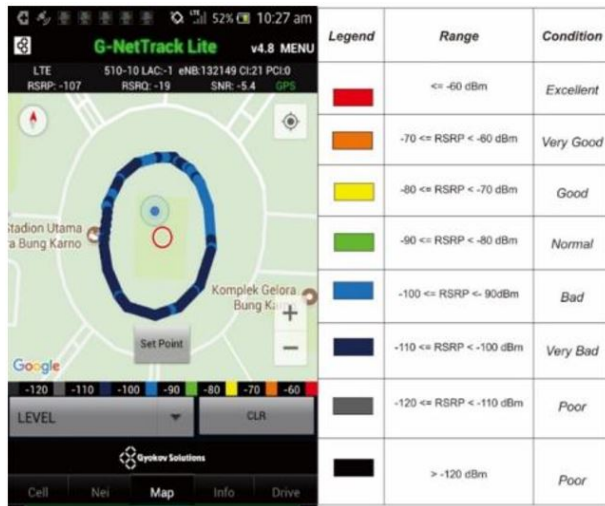 LTE 52% 10:27 am
G-NetTrack Lite v4.8 MENU
LTE 510-10 LAC:-1 eNB:132149 CI:21 PCI:0
RSRP: -107 RSRQ: -19 SNR: -5.4 GPS
Stadion Utama
ra Bung Karno
Komplek Gelora
Bung Ka
+
−
Set Point
Google
-120 -110 -100 -90 -80 -70 -60
LEVEL CLR
Gyokov Solutions
Cell Nei Map Info Drive
Legend Range Condition
<= -60 dBm Excellent
-70 <= RSRP < -60 dBm Very Good
-80 <= RSRP < -70 dBm Good
-90 <= RSRP < -80 dBm Normal
-100 <= RSRP <- 90dBm Bad
-110 <= RSRP < -100 dBm Very Bad
-120 <= RSRP < -110 dBm Poor
> -120 dBm Poor